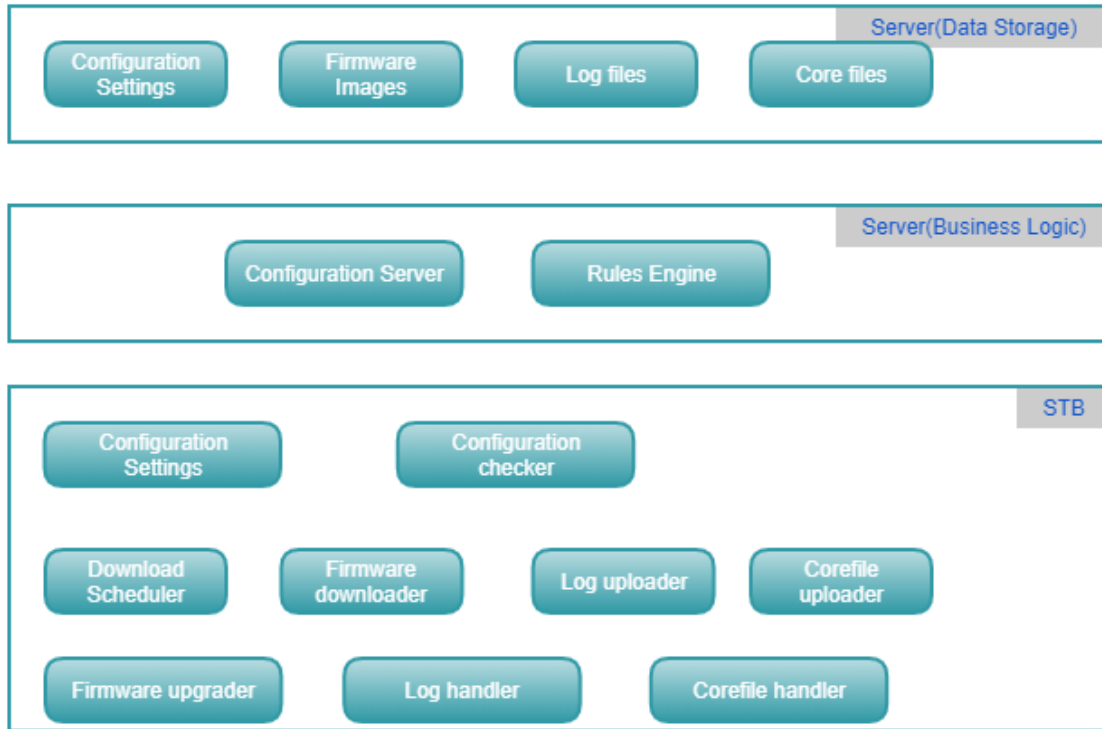 Server(Data Storage)
Configuration
Settings
Firmware
Images
Log files
Core files
Server(Business Logic)
Configuration Server
Rules Engine
STB
Configuration
Settings
Configuration
checker
Download
Scheduler
Firmware
downloader
Log uploader
Corefile
uploader
Firmware upgrader
Log handler
Corefile handler